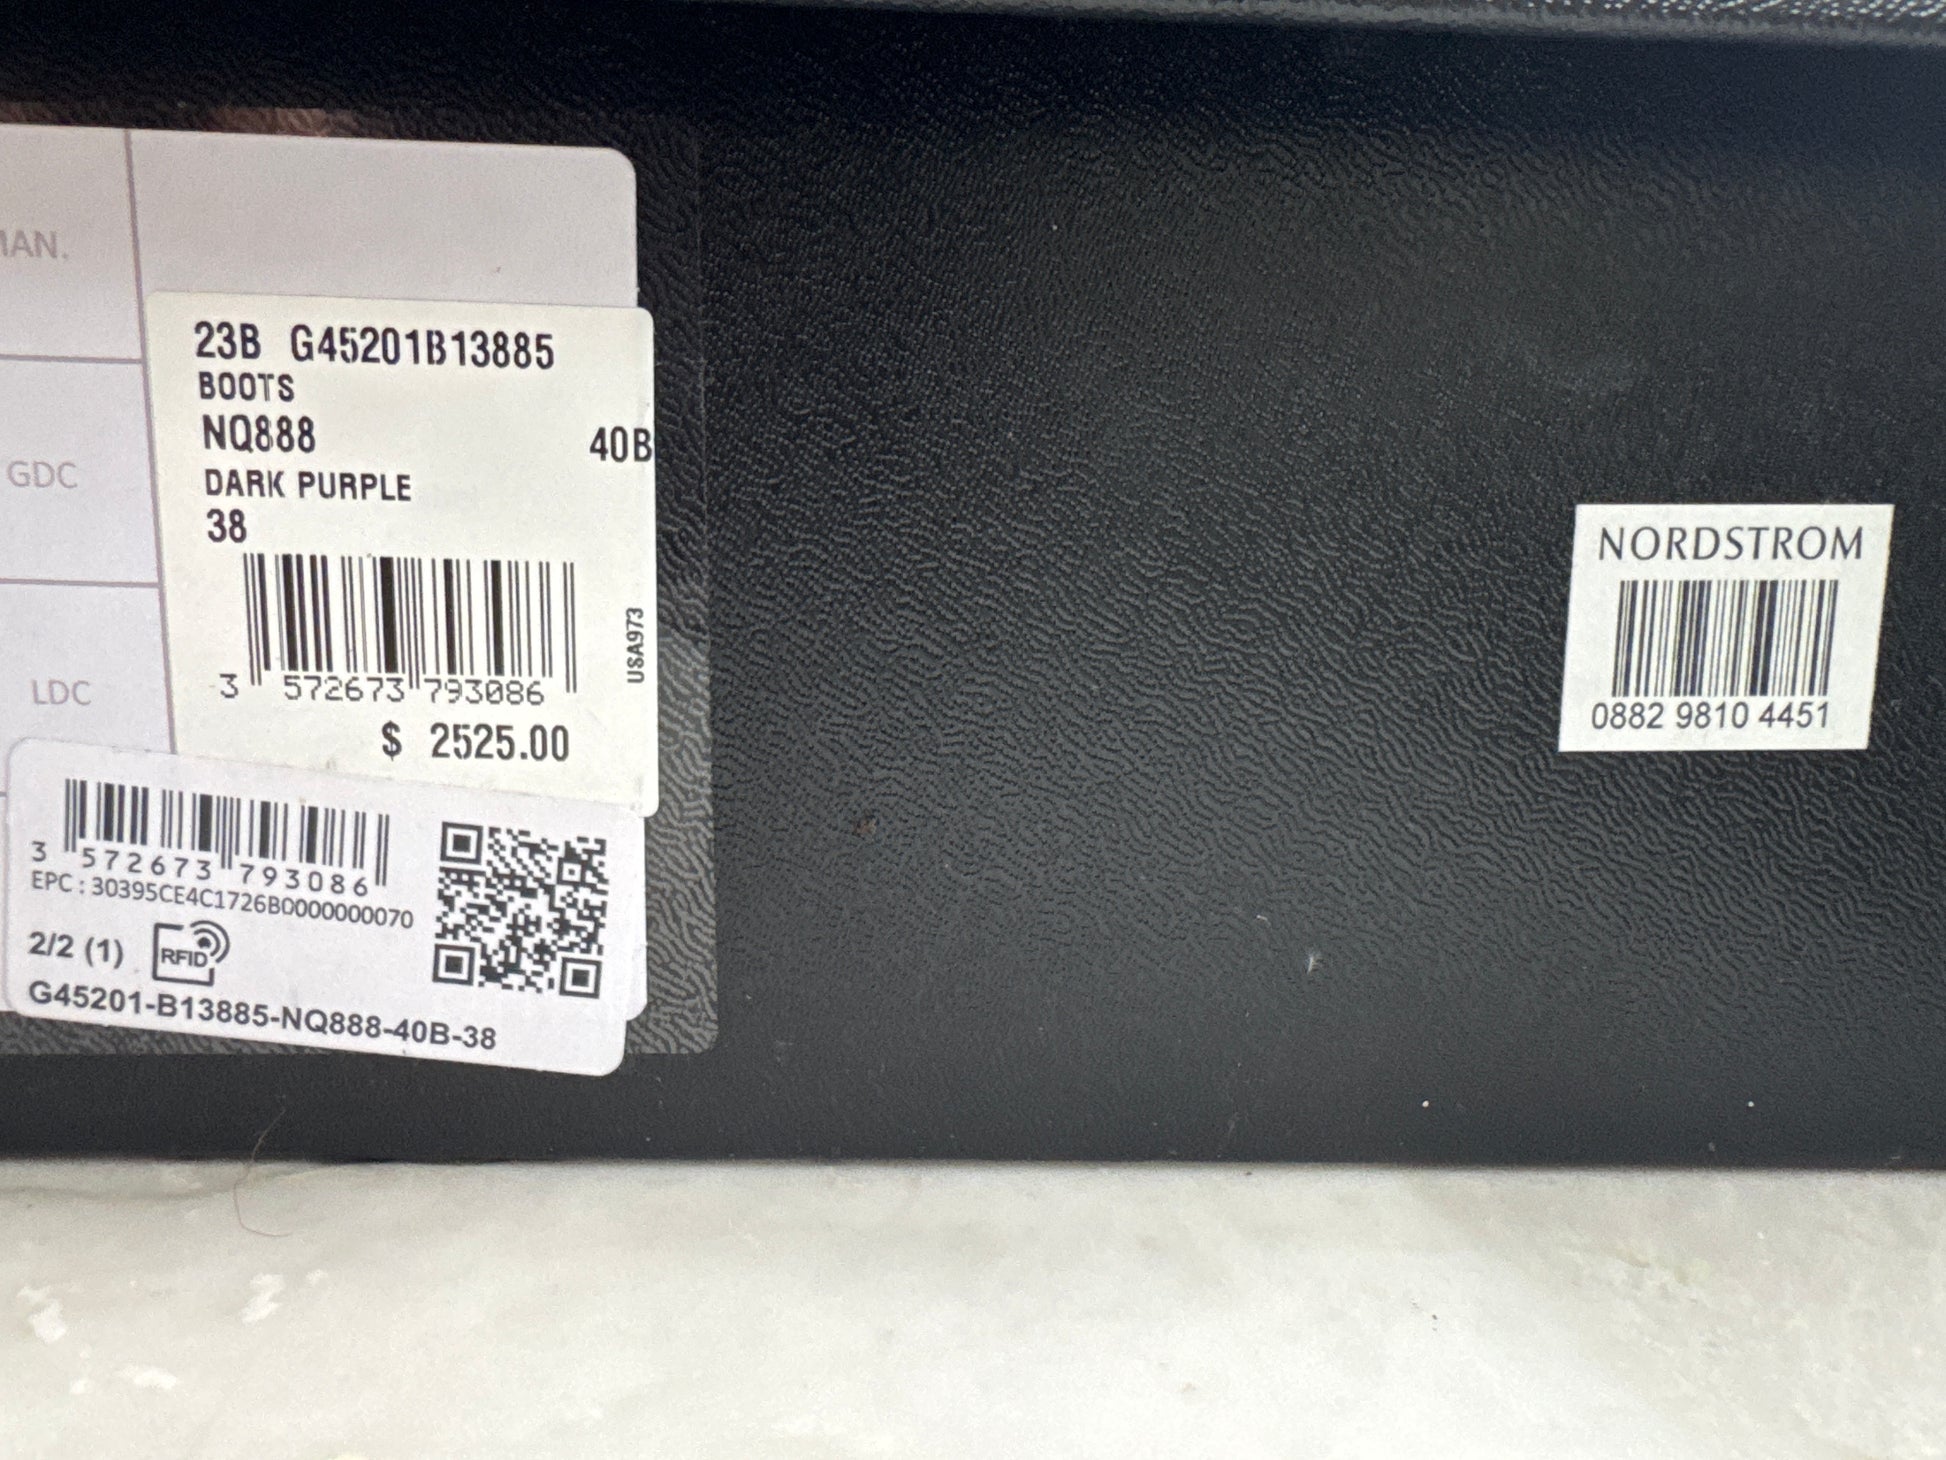 GDC
LDC
23B G45201B13885
BOOTS
NQ888 40B
DARK PURPLE
38
USA973
3 572673 793086
$ 2525.00
3 572673 793086
EPC : 30395CE4C1726B0000000070
2/2 (1) RFID
G45201-B13885-NQ888-40B-38
NORDSTROM
0882 9810 4451